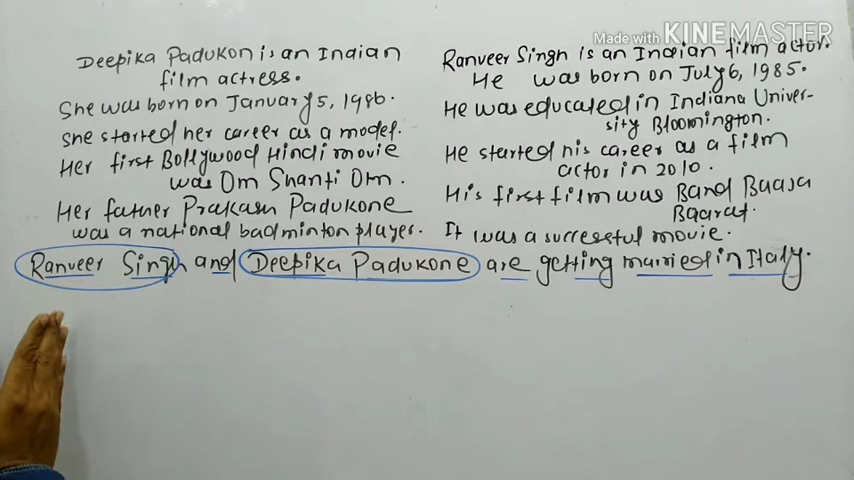 Made with KINEMASTER
Deepika Padukon is an Indian
film actress.
She was born on January 5, 1986.
She started her career as a model.
Her first Bollywood Hindi movie
was Om Shanti Om.
Her father Prakash Padukone
was a national badminton player.
Ranveer Singh is an Indian film actor.
He was born on July 6, 1985.
He was educated in Indiana Univer-
sity Bloomington.
He started his career as a film
actor in 2010.
His first film was Band Baaja
Baarat.
It was a successful movie.
Ranveer Singh and Deepika Padukone are getting married in Italy.